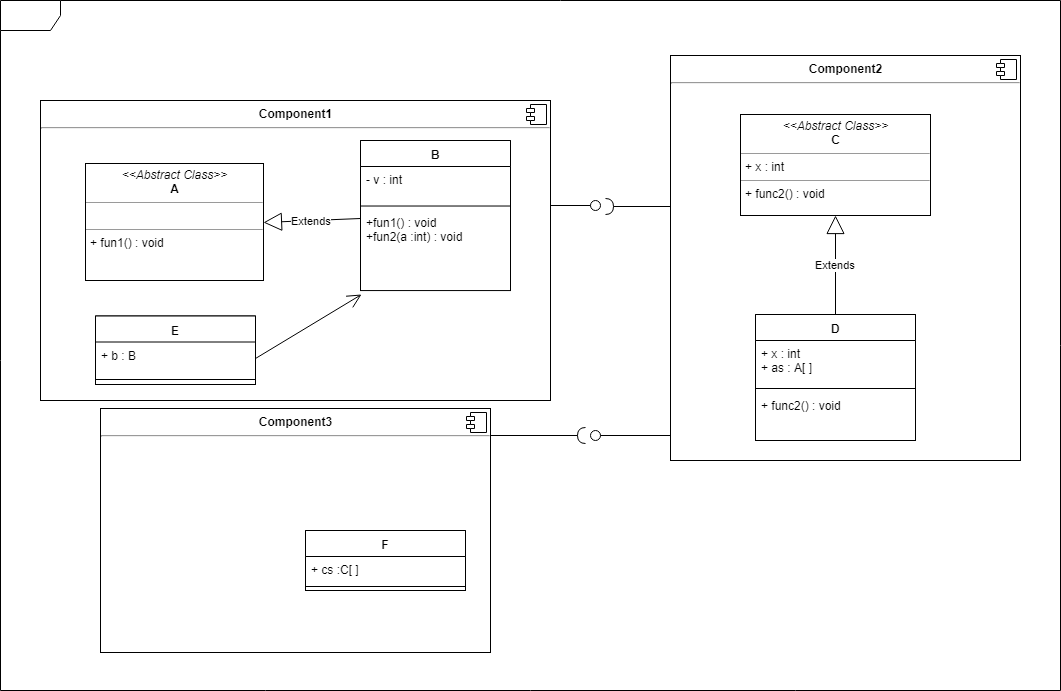 Component1
<<Abstract Class>>
A
+ fun1() : void
Extends
B
- v : int
+fun1() : void
+fun2(a :int) : void
E
+ b : B
Component2
<<Abstract Class>>
C
+ x : int
+ func2() : void
Extends
D
+ x : int
+ as : A[ ]
+ func2() : void
Component3
F
+ cs :C[ ]